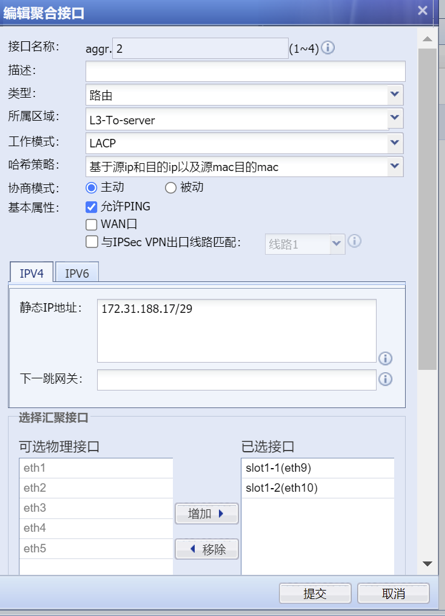 编辑聚合接口
接口名称： aggr. 2 (1~4)
描述：
类型： 路由
所属区域： L3-To-server
工作模式： LACP
哈希策略： 基于源ip和目的ip以及源mac目的mac
协商模式： 主动 被动
基本属性： 允许PING
WAN口
与IPSec VPN出口线路匹配： 线路1
IPV4 IPV6
静态IP地址： 172.31.188.17/29
下一跳网关：
选择汇聚接口
可选物理接口 已选接口
eth1 slot1-1(eth9)
eth2 slot1-2(eth10)
eth3 增加
eth4
eth5 移除
提交 取消